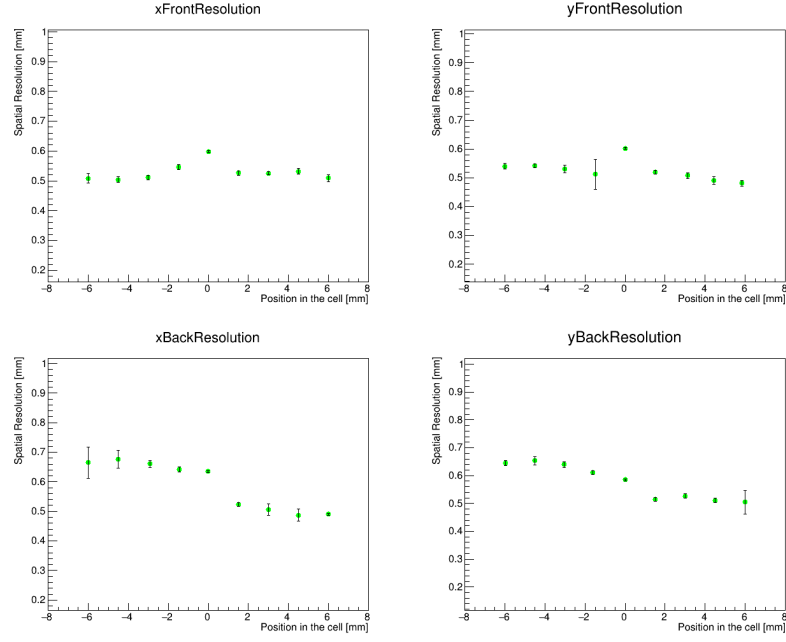 xFrontResolution
Spatial Resolution [mm]
1
0.9
0.8
0.7
0.6
0.5
0.4
0.3
0.2
−8 −6 −4 −2 0 2 4 6 8
Position in the cell [mm]
yFrontResolution
Spatial Resolution [mm]
1
0.9
0.8
0.7
0.6
0.5
0.4
0.3
0.2
−8 −6 −4 −2 0 2 4 6 8
Position in the cell [mm]
xBackResolution
Spatial Resolution [mm]
1
0.9
0.8
0.7
0.6
0.5
0.4
0.3
0.2
−8 −6 −4 −2 0 2 4 6 8
Position in the cell [mm]
yBackResolution
Spatial Resolution [mm]
1
0.9
0.8
0.7
0.6
0.5
0.4
0.3
0.2
−8 −6 −4 −2 0 2 4 6 8
Position in the cell [mm]